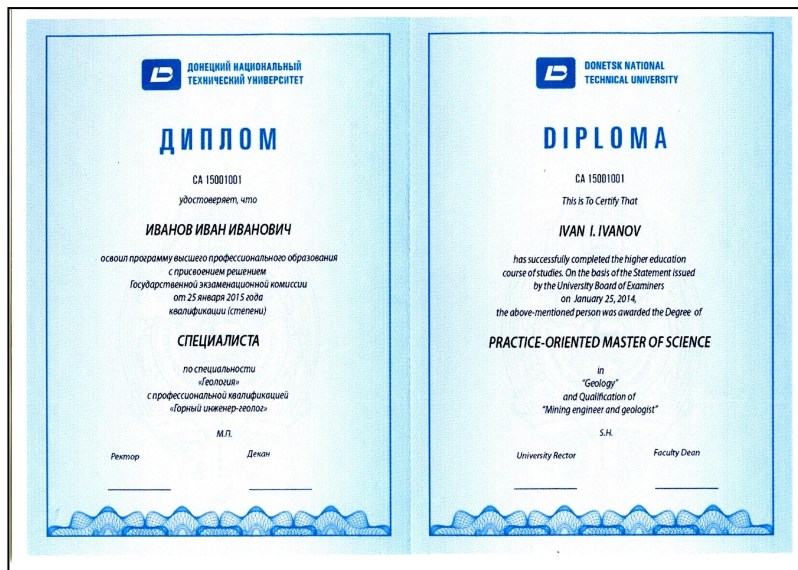 ДОНЕЦКИЙ НАЦИОНАЛЬНЫЙ
ТЕХНИЧЕСКИЙ УНИВЕРСИТЕТ
ДИПЛОМ
СА 15001001
удостоверяет, что
ИВАНОВ ИВАН ИВАНОВИЧ
освоил программу высшего профессионального образования
с присвоением решением
Государственной экзаменационной комиссии
от 25 января 2015 года
квалификации (степени)
СПЕЦИАЛИСТА
по специальности
«Геология»
с профессиональной квалификацией
«Горный инженер-геолог»
М.П.
Ректор
Декан
DONETSK NATIONAL
TECHNICAL UNIVERSITY
DIPLOMA
CA 15001001
This is To Certify That
IVAN I. IVANOV
has successfully completed the higher education
course of studies. On the basis of the Statement issued
by the University Board of Examiners
on January 25, 2014,
the above-mentioned person was awarded the Degree of
PRACTICE-ORIENTED MASTER OF SCIENCE
in
"Geology"
and Qualification of
"Mining engineer and geologist"
S.H.
University Rector
Faculty Dean